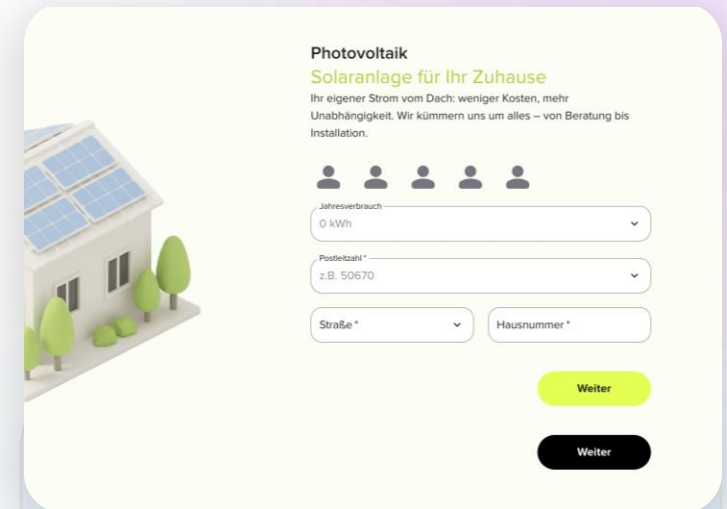 Photovoltaik
Solaranlage für Ihr Zuhause
Ihr eigener Strom vom Dach: weniger Kosten, mehr
Unabhängigkeit. Wir kümmern uns um alles – von Beratung bis
Installation.
Jahresverbrauch
0 kWh
Postleitzahl *
z.B. 50670
Straße *
Hausnummer *
Weiter
Weiter